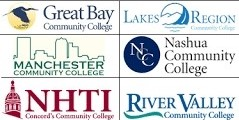 Great Bay
Community College
LAKES REGION
Community College
MANCHESTER
COMMUNITY COLLEGE
NCC
Nashua
Community
College
NHTI
Concord's Community College
RIVER VALLEY
Community College